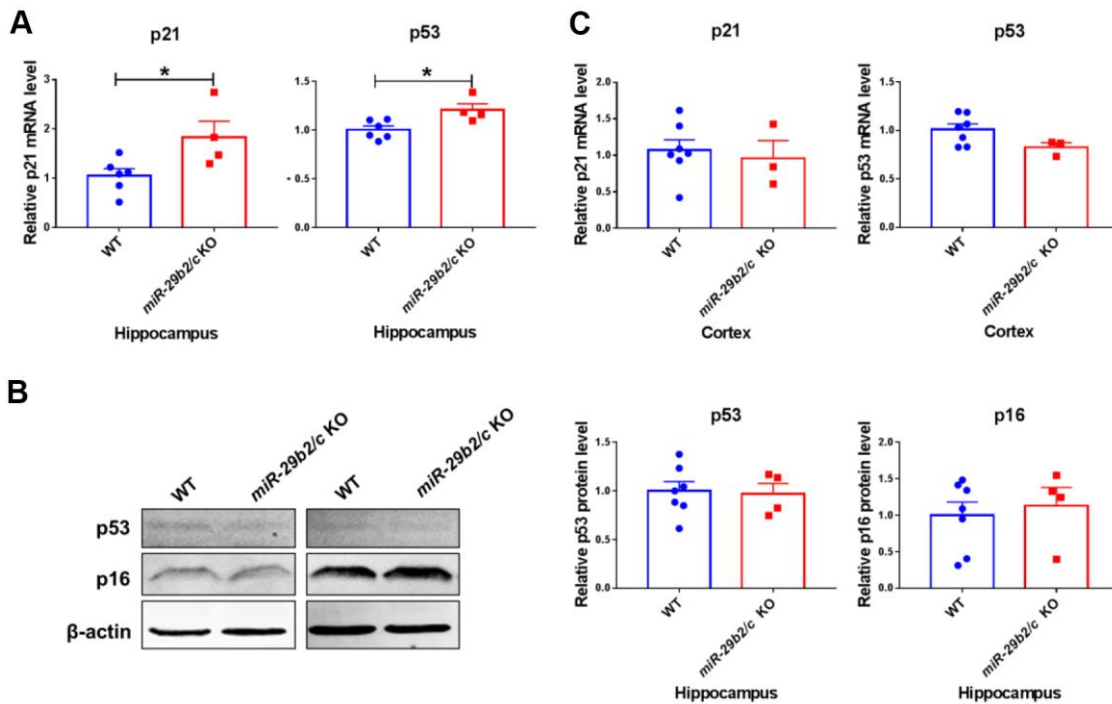 A
p21
Relative p21 mRNA level
3
2
1
0
*
WT
miR-29b2/c KO
Hippocampus
p53
1.5
1.0
0.5
0.0
*
WT
miR-29b2/c KO
Hippocampus
C
p21
Relative p21 mRNA level
2.0
1.5
1.0
0.5
0.0
WT
miR-29b2/c KO
Cortex
p53
Relative p53 mRNA level
1.5
1.0
0.5
0.0
WT
miR-29b2/c KO
Cortex
B
WT
miR-29b2/c KO
WT
miR-29b2/c KO
p53
p16
β-actin
p53
Relative p53 protein level
1.5
1.0
0.5
0.0
WT
miR-29b2/c KO
Hippocampus
p16
Relative p16 protein level
2.0
1.5
1.0
0.5
0.0
WT
miR-29b2/c KO
Hippocampus